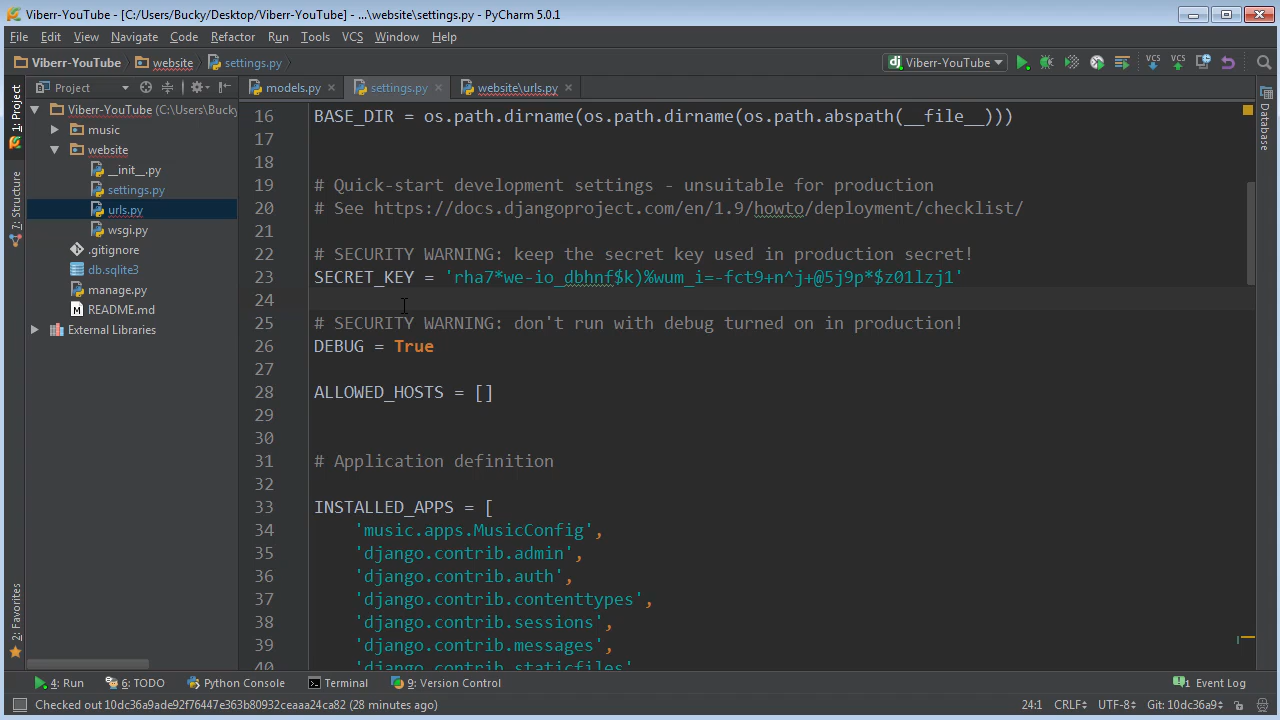 Viberr-YouTube - [C:/Users/Bucky/Desktop/Viberr-YouTube] - ...\website\settings.py - PyCharm 5.0.1
File Edit View Navigate Code Refactor Run Tools VCS Window Help
Viberr-YouTube website settings.py
dj Viberr-YouTube VCS VCS
1: Project
7: Structure
2: Favorites
Project
Viberr-YouTube (C:\Users\Bucky
music
website
__init__.py
settings.py
urls.py
wsgi.py
.gitignore
db.sqlite3
manage.py
README.md
External Libraries
models.py settings.py website\urls.py
16 BASE_DIR = os.path.dirname(os.path.dirname(os.path.abspath(__file__)))
17
18
19 # Quick-start development settings - unsuitable for production
20 # See https://docs.djangoproject.com/en/1.9/howto/deployment/checklist/
21
22 # SECURITY WARNING: keep the secret key used in production secret!
23 SECRET_KEY = 'rha7*we-io_dbhnf$k)%wum_i=-fct9+n^j+@5j9p*$z01lzj1'
24
25 # SECURITY WARNING: don't run with debug turned on in production!
26 DEBUG = True
27
28 ALLOWED_HOSTS = []
29
30
31 # Application definition
32
33 INSTALLED_APPS = [
34 'music.apps.MusicConfig',
35 'django.contrib.admin',
36 'django.contrib.auth',
37 'django.contrib.contenttypes',
38 'django.contrib.sessions',
39 'django.contrib.messages',
40 'django.contrib.staticfiles'
Database
4: Run 6: TODO Python Console Terminal 9: Version Control 1 Event Log
Checked out 10dc36a9ade92f76447e363b80932ceaaa24ca82 (28 minutes ago) 24:1 CRLF UTF-8 Git: 10dc36a9